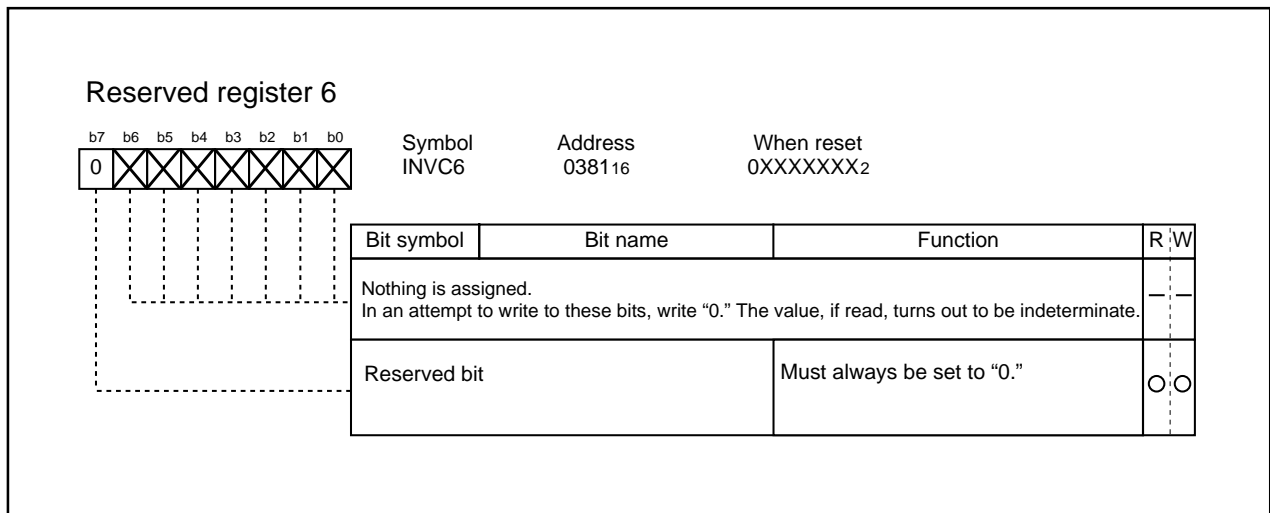 Reserved register 6
b7 b6 b5 b4 b3 b2 b1 b0
Symbol Address When reset
INVC6 038116 0XXXXXXX2
0
Bit symbol Bit name Function R W
Nothing is assigned.
In an attempt to write to these bits, write “0.” The value, if read, turns out to be indeterminate.
Reserved bit Must always be set to “0.”